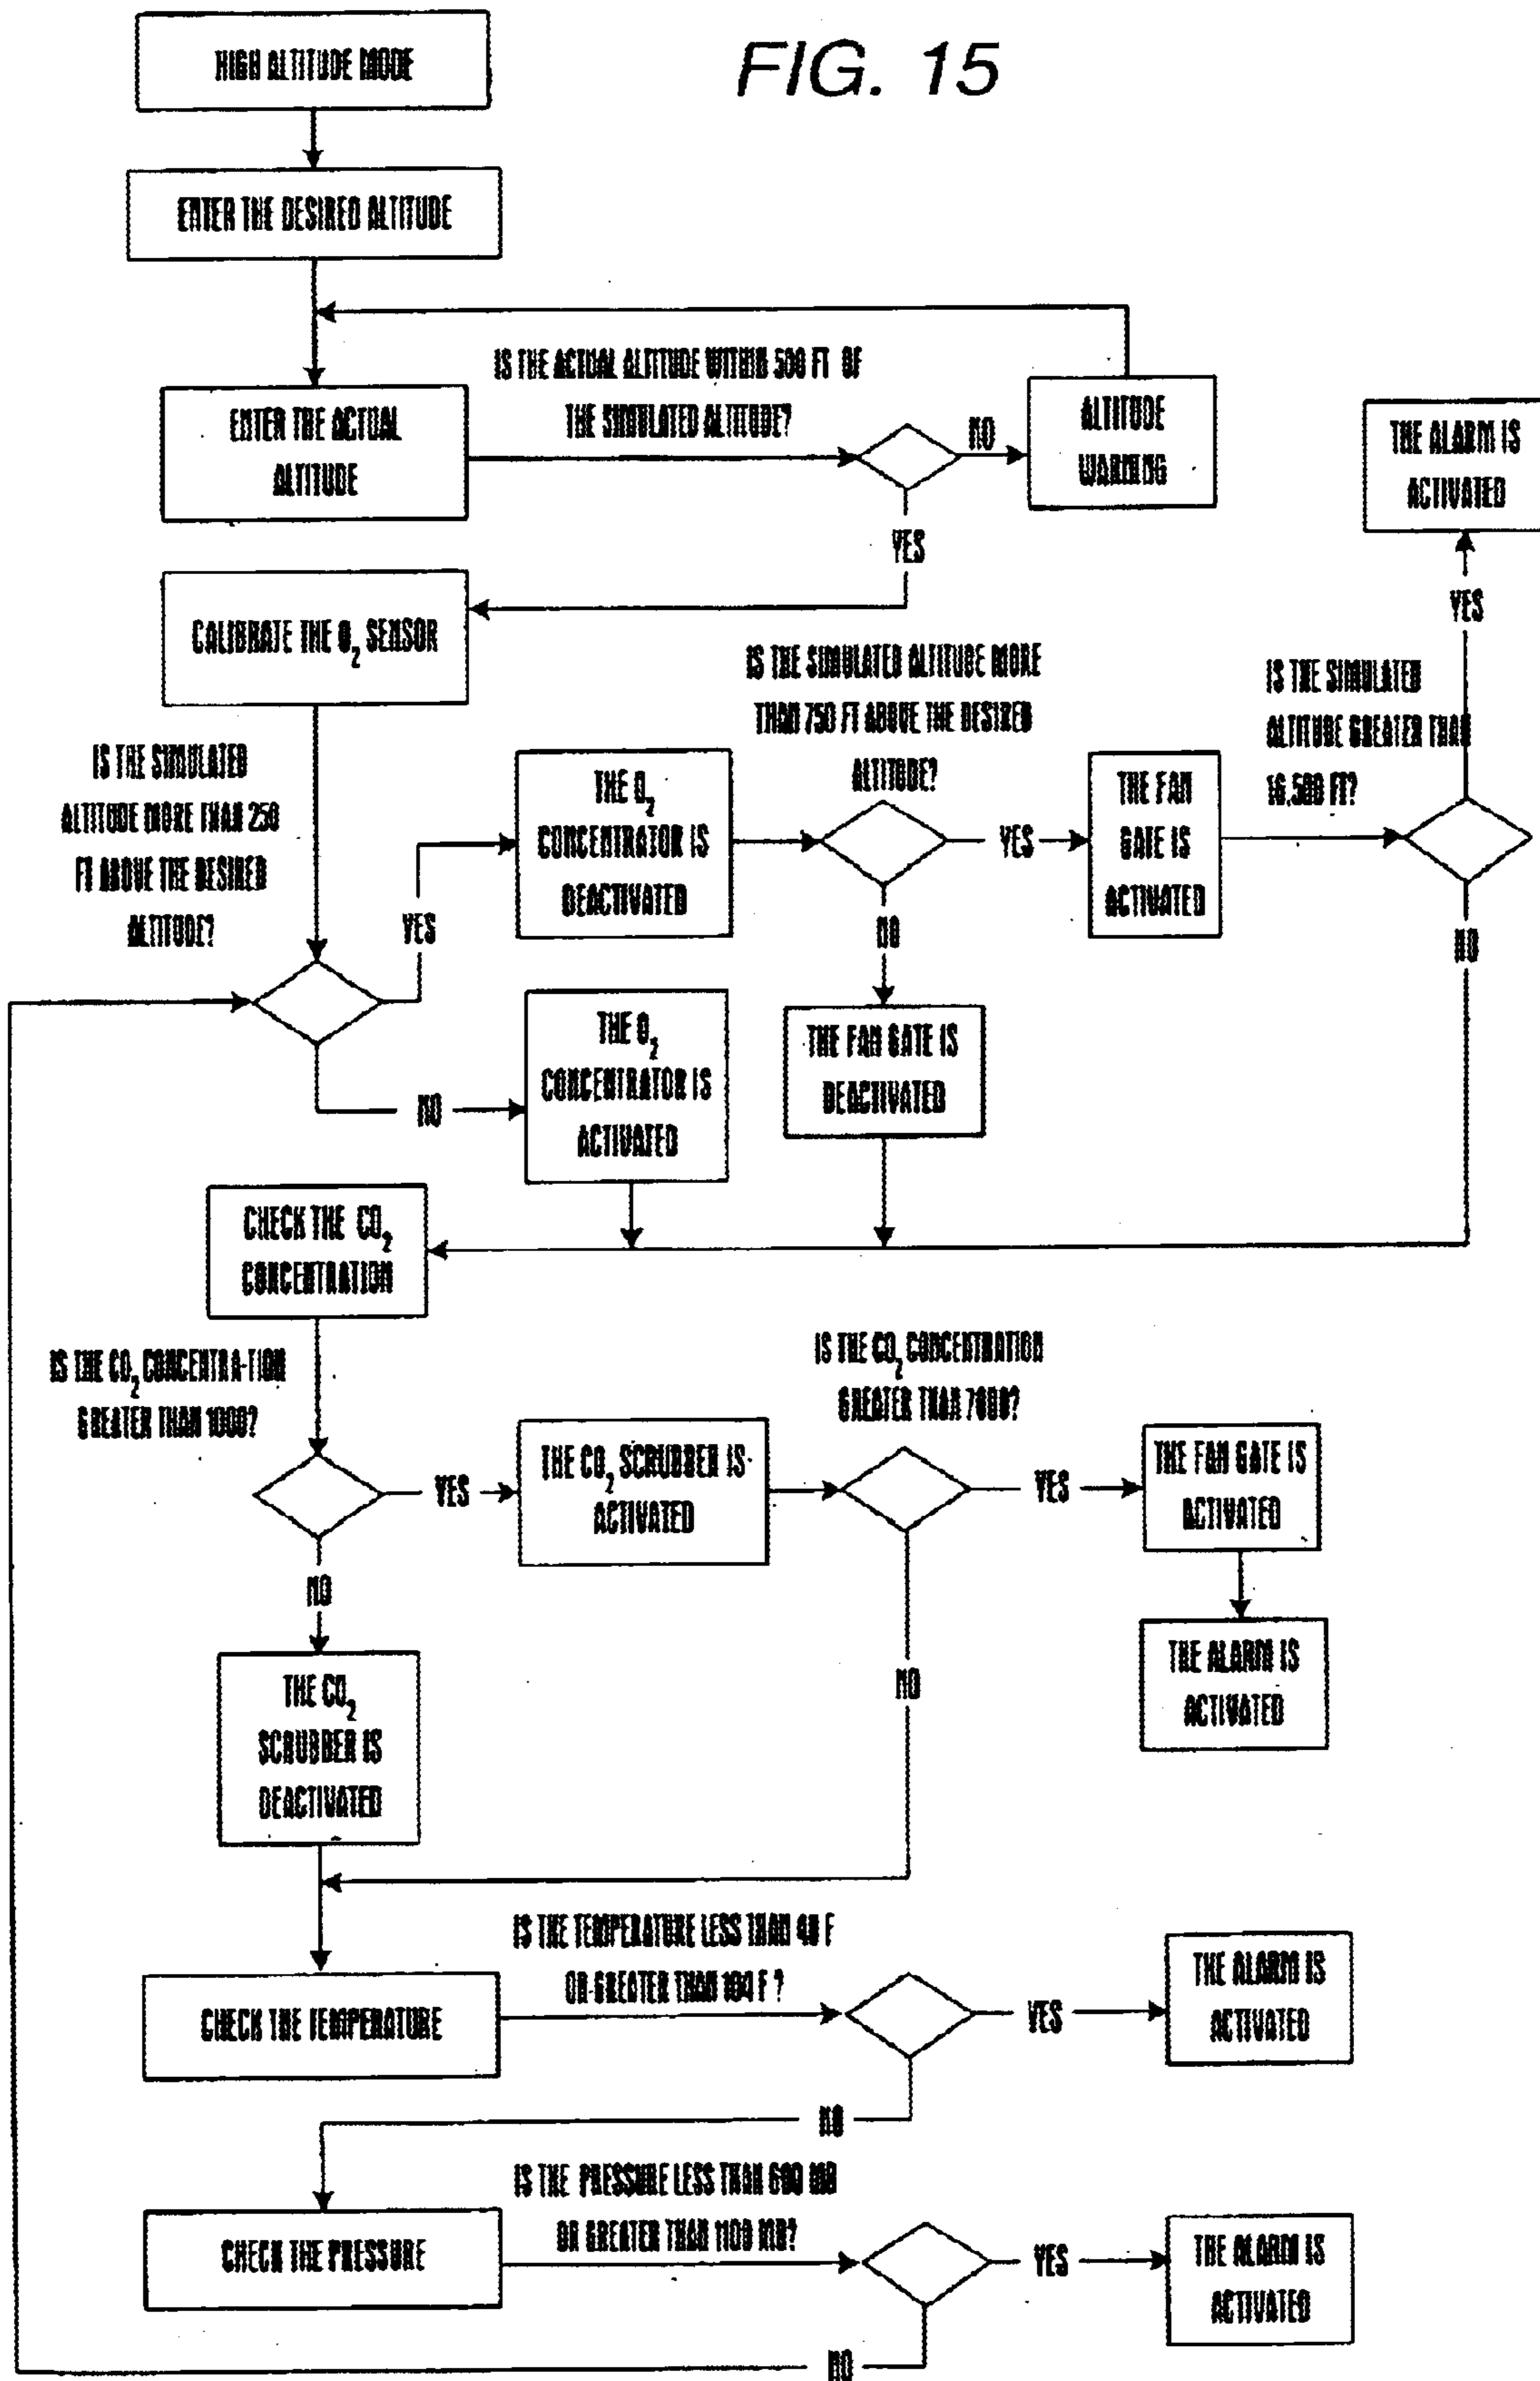 FIG. 15
HIGH ALTITUDE MODE
ENTER THE DESIRED ALTITUDE
IS THE ACTUAL ALTITUDE WITHIN 500 FT OF
THE SIMULATED ALTITUDE?
ENTER THE ACTUAL
ALTITUDE
NO
ALTITUDE
WARNING
THE ALARM IS
ACTIVATED
YES
CALIBRATE THE O₂ SENSOR
YES
IS THE SIMULATED ALTITUDE MORE
THAN 750 FT ABOVE THE DESIRED
ALTITUDE?
IS THE SIMULATED
ALTITUDE GREATER THAN
16,500 FT?
IS THE SIMULATED
ALTITUDE MORE THAN 250
FT ABOVE THE DESIRED
ALTITUDE?
YES
THE O₂
CONCENTRATOR IS
DEACTIVATED
YES
THE FAN
GATE IS
ACTIVATED
NO
NO
NO
THE O₂
CONCENTRATOR IS
ACTIVATED
THE FAN GATE IS
DEACTIVATED
CHECK THE CO₂
CONCENTRATION
IS THE CO₂ CONCENTRA-TION
GREATER THAN 1000?
IS THE CO₂ CONCENTRATION
GREATER THAN 7000?
YES
THE CO₂ SCRUBBER IS
ACTIVATED
YES
THE FAN GATE IS
ACTIVATED
NO
NO
THE ALARM IS
ACTIVATED
THE CO₂
SCRUBBER IS
DEACTIVATED
IS THE TEMPERATURE LESS THAN F
OR GREATER THAN 104 F ?
CHECK THE TEMPERATURE
YES
THE ALARM IS
ACTIVATED
NO
IS THE PRESSURE LESS THAN MB
OR GREATER THAN 1100 MB?
CHECK THE PRESSURE
YES
THE ALARM IS
ACTIVATED
NO